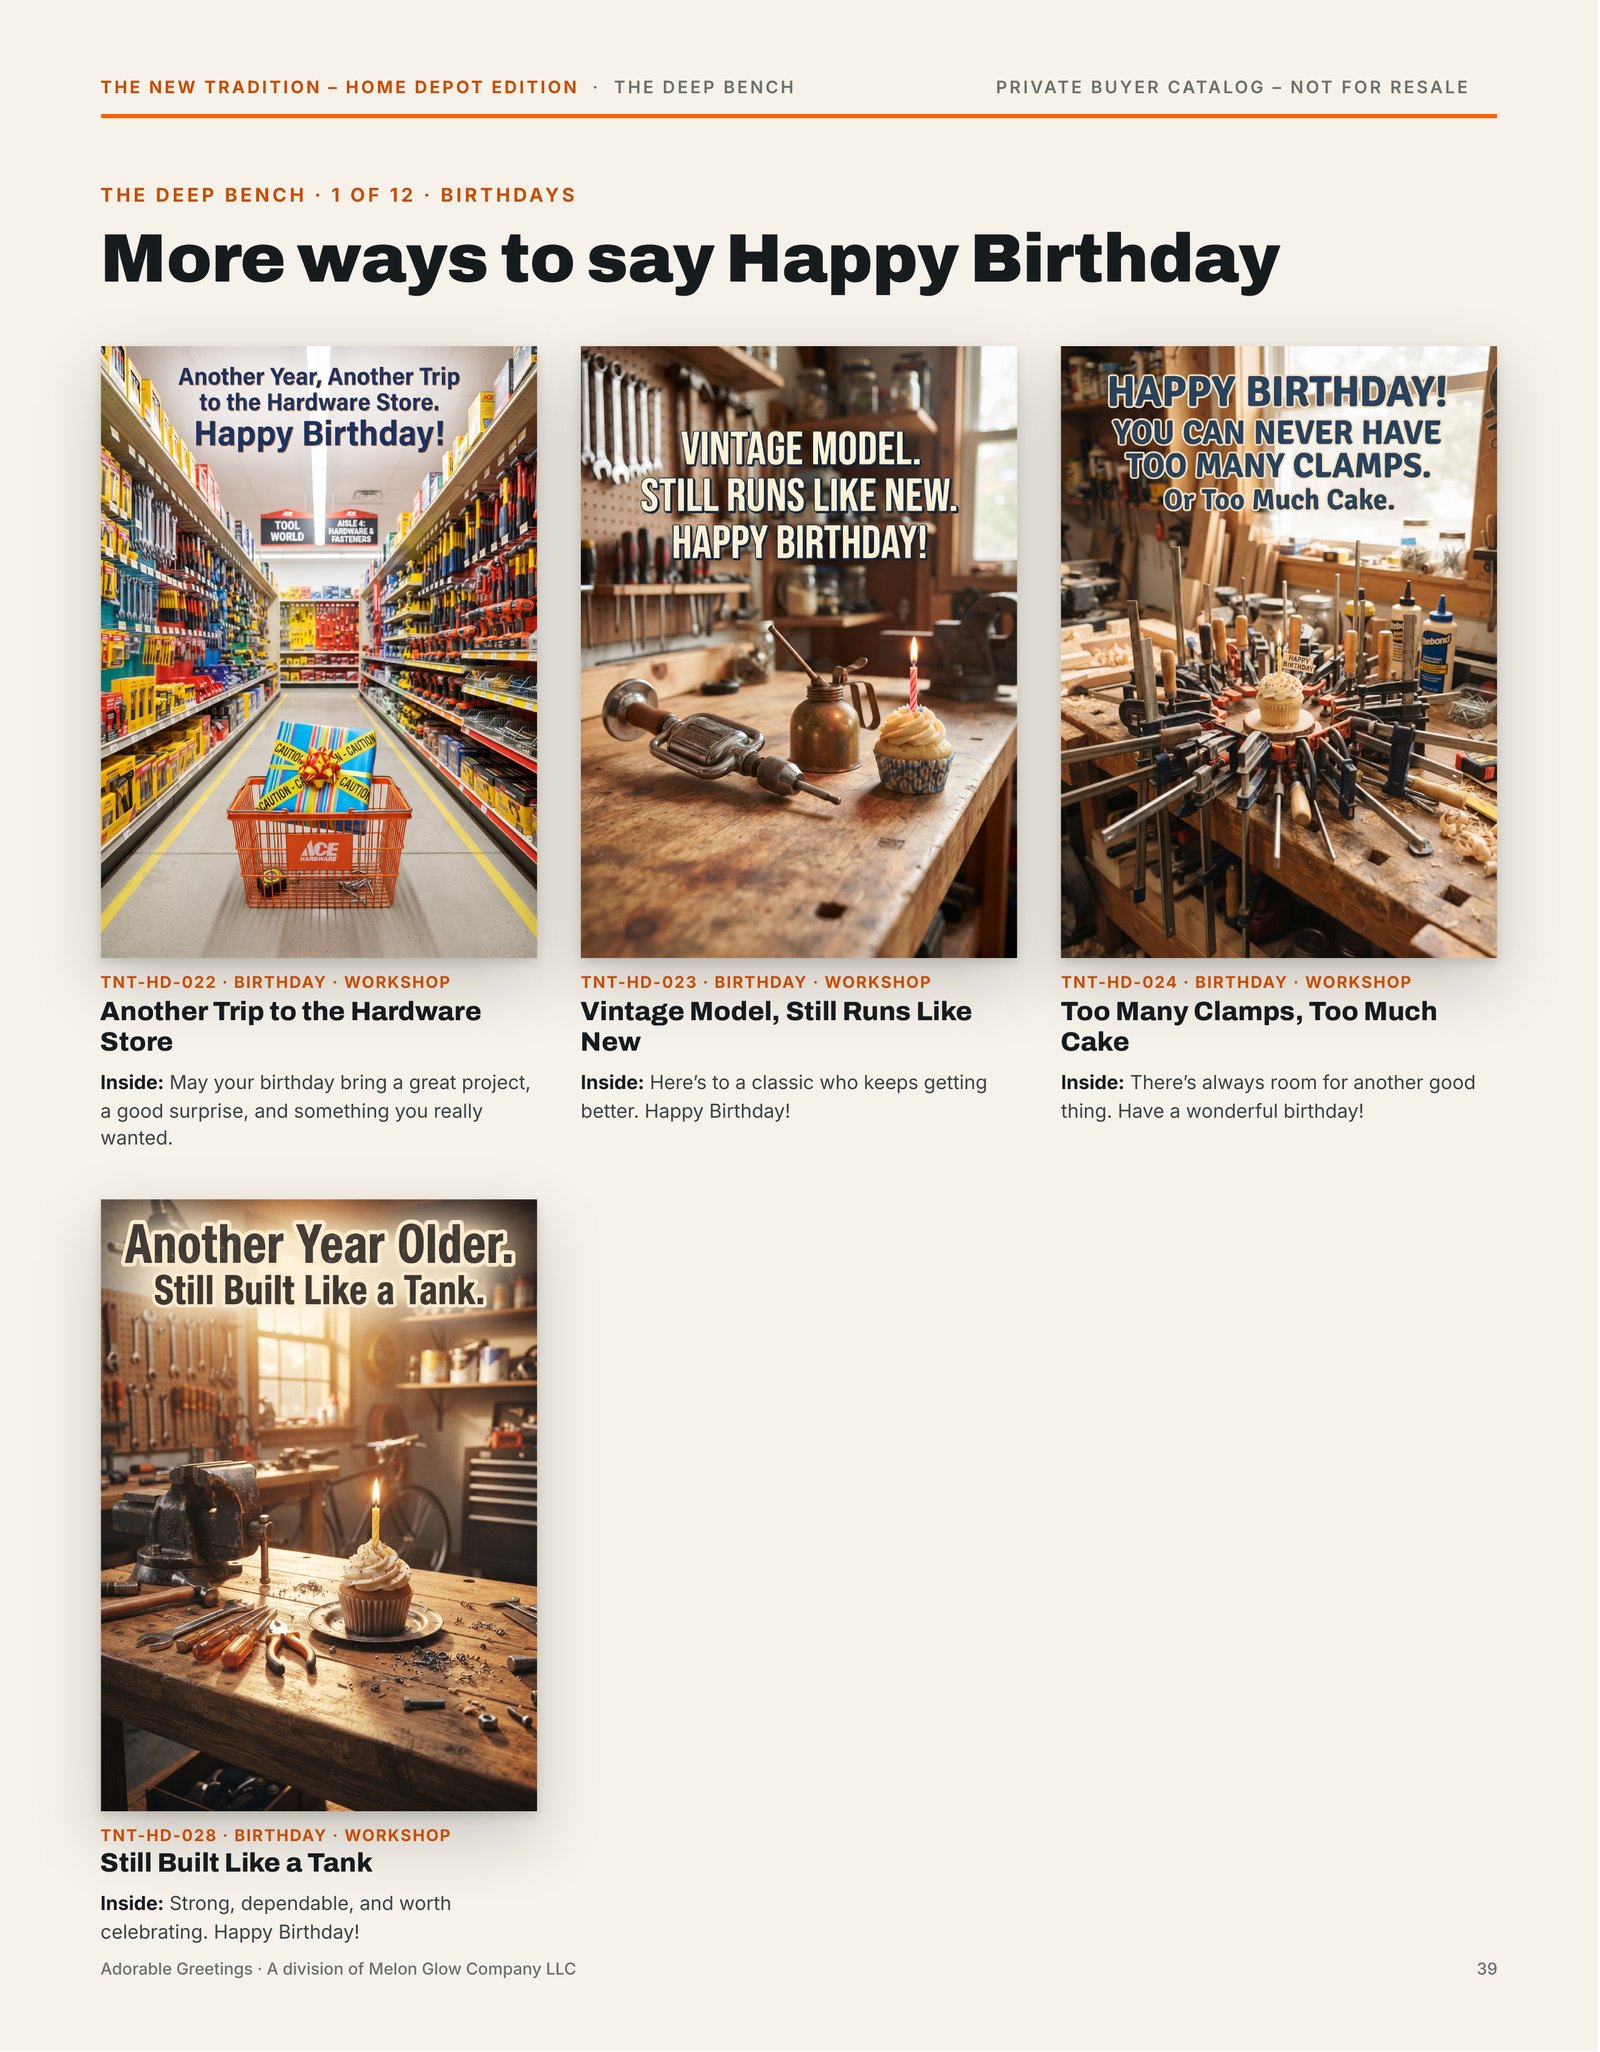 THE NEW TRADITION – HOME DEPOT EDITION · THE DEEP BENCH
PRIVATE BUYER CATALOG – NOT FOR RESALE
THE DEEP BENCH · 1 OF 12 · BIRTHDAYS
More ways to say Happy Birthday
Another Year, Another Trip
to the Hardware Store.
Happy Birthday!
ACE
TOOL
WORLD
ACE
AISLE 4:
HARDWARE &
FASTENERS
CAUTION
CAUTION
CAUTION
CAUTION
ACE
HARDWARE
TNT-HD-022 · BIRTHDAY · WORKSHOP
Another Trip to the Hardware
Store
Inside: May your birthday bring a great project,
a good surprise, and something you really
wanted.
VINTAGE MODEL.
STILL RUNS LIKE NEW.
HAPPY BIRTHDAY!
TNT-HD-023 · BIRTHDAY · WORKSHOP
Vintage Model, Still Runs Like
New
Inside: Here’s to a classic who keeps getting
better. Happy Birthday!
HAPPY BIRTHDAY!
YOU CAN NEVER HAVE
TOO MANY CLAMPS.
Or Too Much Cake.
HAPPY
BIRTHDAY
TNT-HD-024 · BIRTHDAY · WORKSHOP
Too Many Clamps, Too Much
Cake
Inside: There’s always room for another good
thing. Have a wonderful birthday!
Another Year Older.
Still Built Like a Tank.
TNT-HD-028 · BIRTHDAY · WORKSHOP
Still Built Like a Tank
Inside: Strong, dependable, and worth
celebrating. Happy Birthday!
Adorable Greetings · A division of Melon Glow Company LLC
39